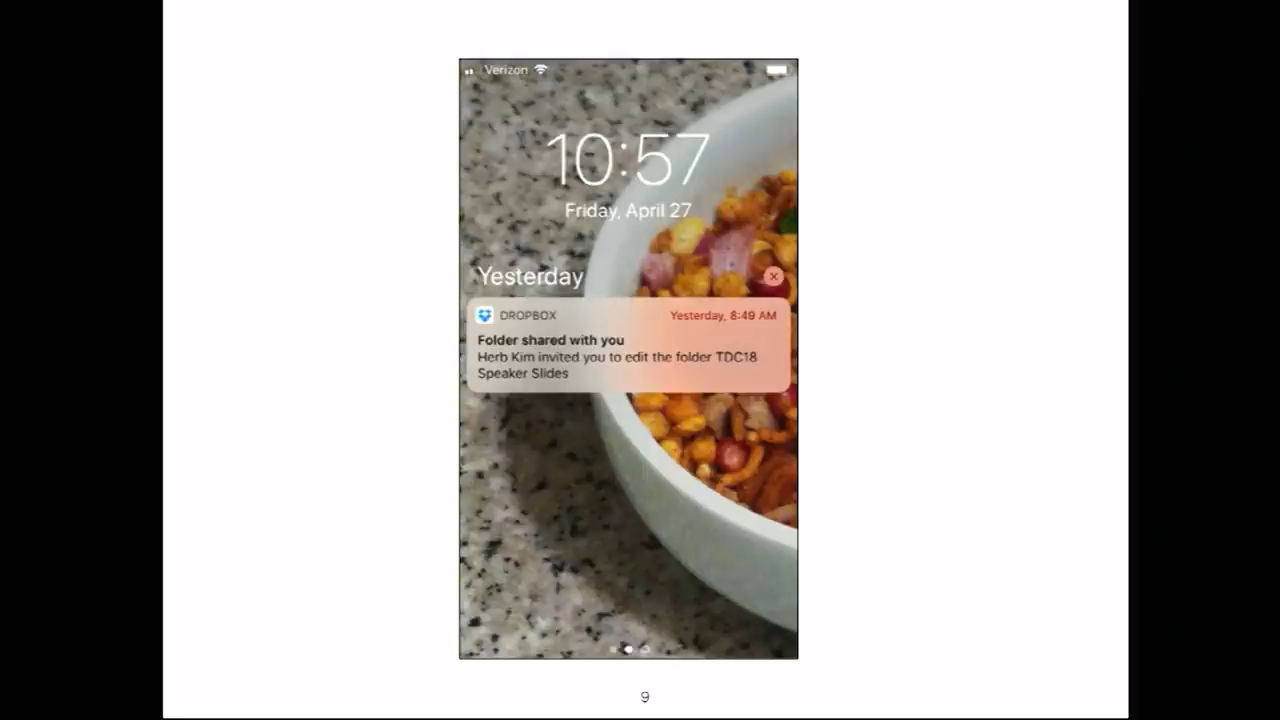 Verizon
10:57
Friday, April 27
Yesterday
DROPBOX Yesterday, 8:49 AM
Folder shared with you
Herb Kim invited you to edit the folder TDC18
Speaker Slides
9